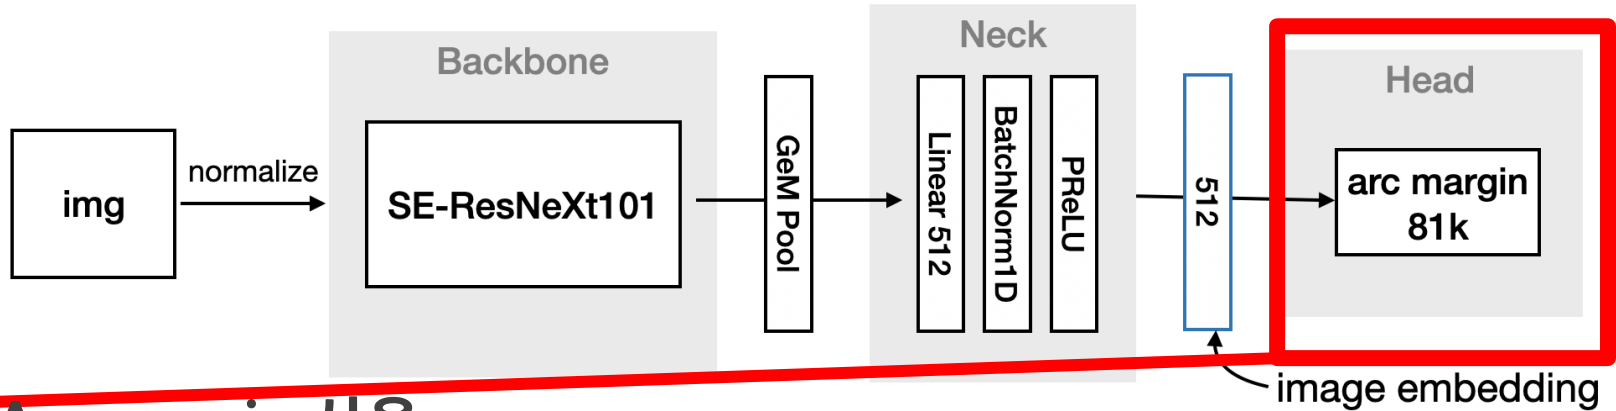 Backbone
Neck
Head
img
normalize
SE-ResNeXt101
GeM Pool
Linear 512
BatchNorm1D
PReLU
512
arc margin
81k
image embedding